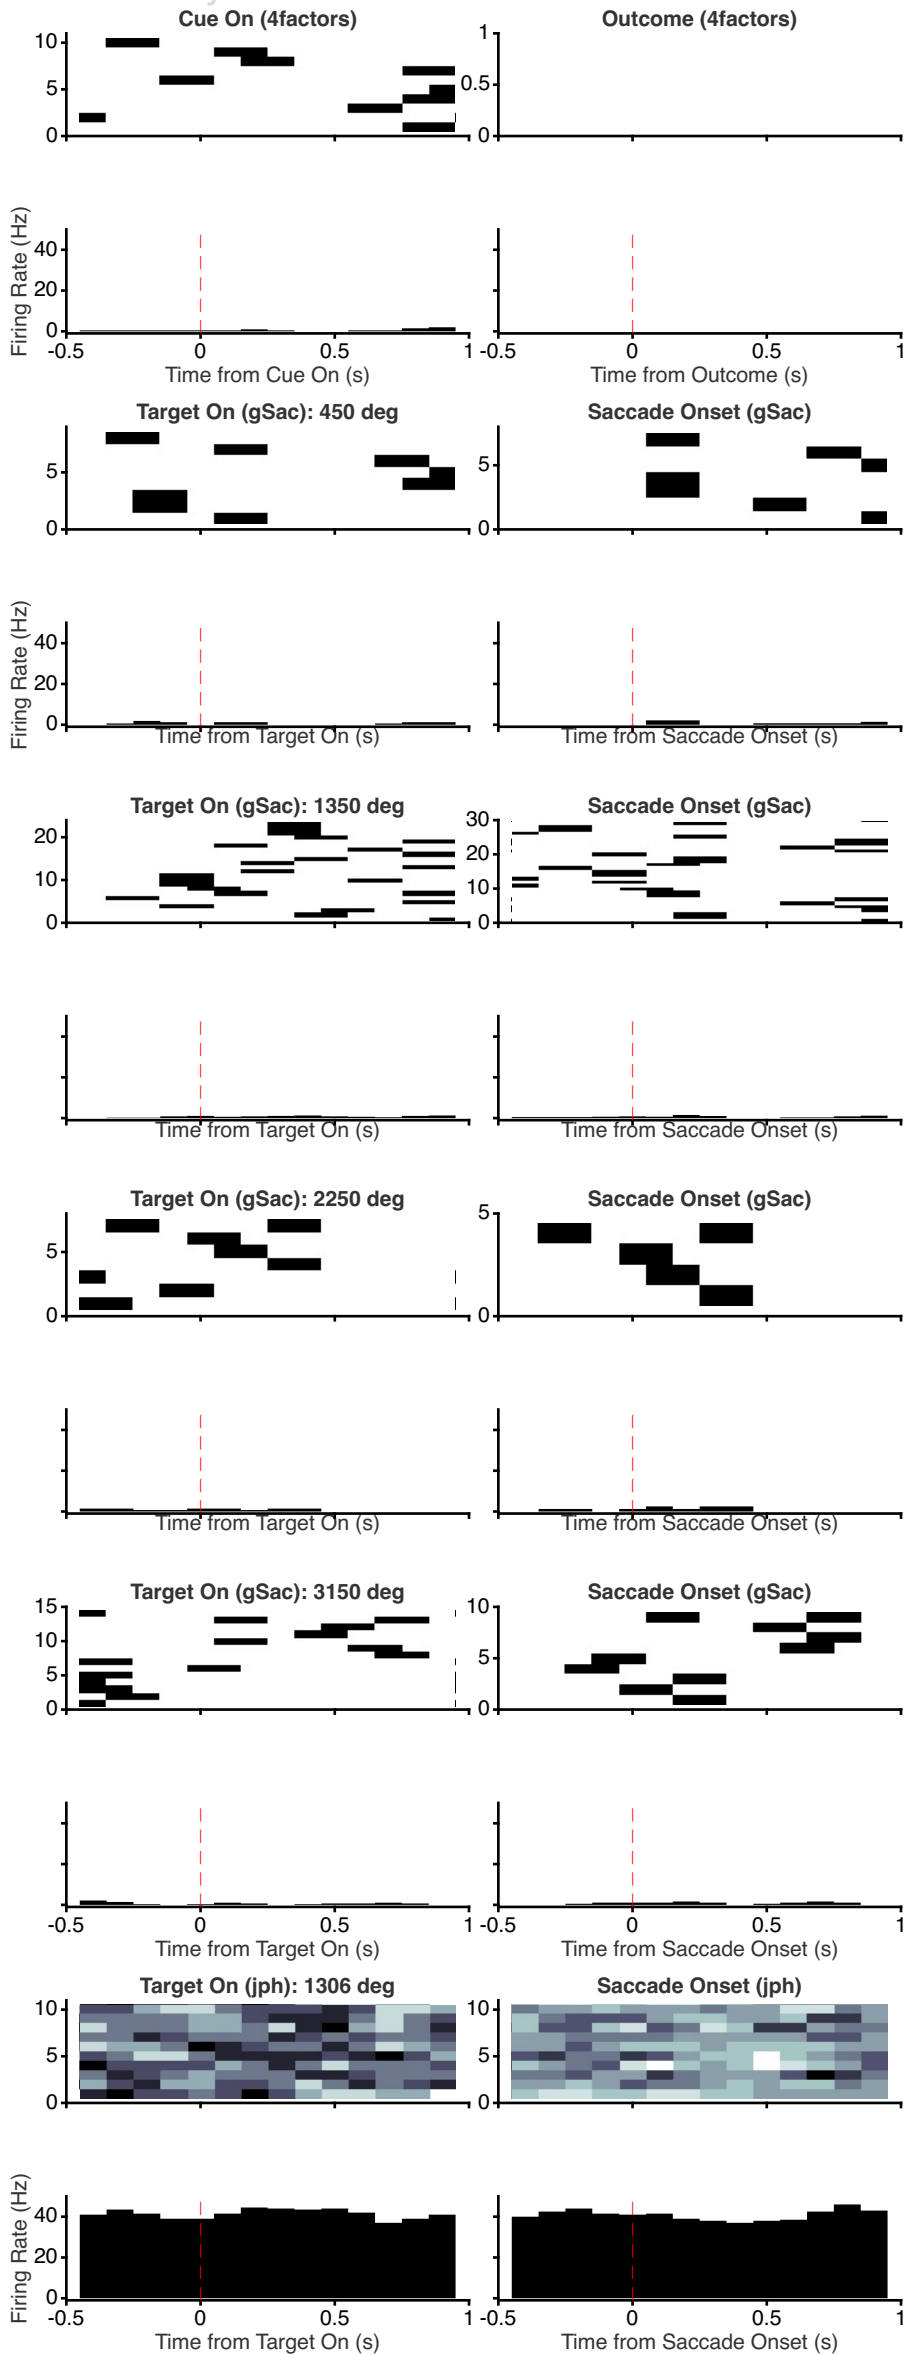 Cue On (4factors) Outcome (4factors)
10 5 0
1 0.5 0
Firing Rate (Hz)
40 20 0
-0.5 0 0.5 1 -0.5 0 0.5 1
Time from Cue On (s) Time from Outcome (s)
Target On (gSac): 450 deg Saccade Onset (gSac)
5 0
5 0
Firing Rate (Hz)
40 20 0
Time from Target On (s) Time from Saccade Onset (s)
Target On (gSac): 1350 deg Saccade Onset (gSac)
20 10 0
30 20 10 0
Time from Target On (s) Time from Saccade Onset (s)
Target On (gSac): 2250 deg Saccade Onset (gSac)
5 0
5 0
Time from Target On (s) Time from Saccade Onset (s)
Target On (gSac): 3150 deg Saccade Onset (gSac)
15 10 5 0
10 5 0
-0.5 0 0.5 1 -0.5 0 0.5 1
Time from Target On (s) Time from Saccade Onset (s)
Target On (jph): 1306 deg Saccade Onset (jph)
10 5 0
10 5 0
Firing Rate (Hz)
40 20 0
-0.5 0 0.5 1 -0.5 0 0.5 1
Time from Target On (s) Time from Saccade Onset (s)